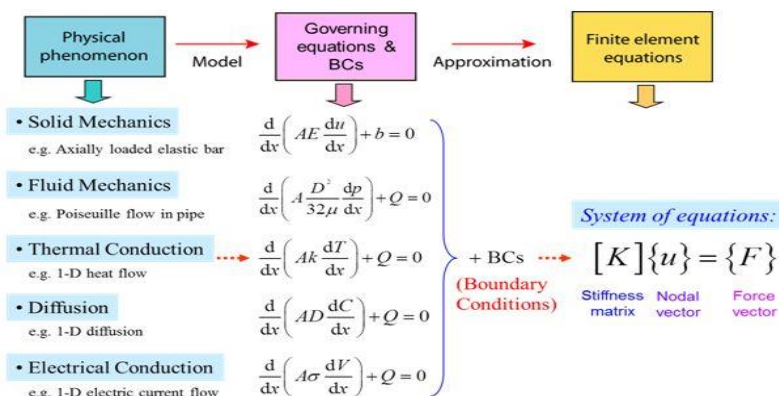 Physical phenomenon
Model
Governing equations & BCs
Approximation
Finite element equations
• Solid Mechanics
e.g. Axially loaded elastic bar
d/dx(AE du/dx) + b = 0
• Fluid Mechanics
e.g. Poiseuille flow in pipe
d/dx(A D²/32μ dp/dx) + Q = 0
• Thermal Conduction
e.g. 1-D heat flow
d/dx(Ak dT/dx) + Q = 0
• Diffusion
e.g. 1-D diffusion
d/dx(AD dC/dx) + Q = 0
• Electrical Conduction
e.g. 1-D electric current flow
d/dx(Aσ dV/dx) + Q = 0
+ BCs
(Boundary
Conditions)
System of equations:
[K]{u} = {F}
Stiffness matrix
Nodal vector
Force vector